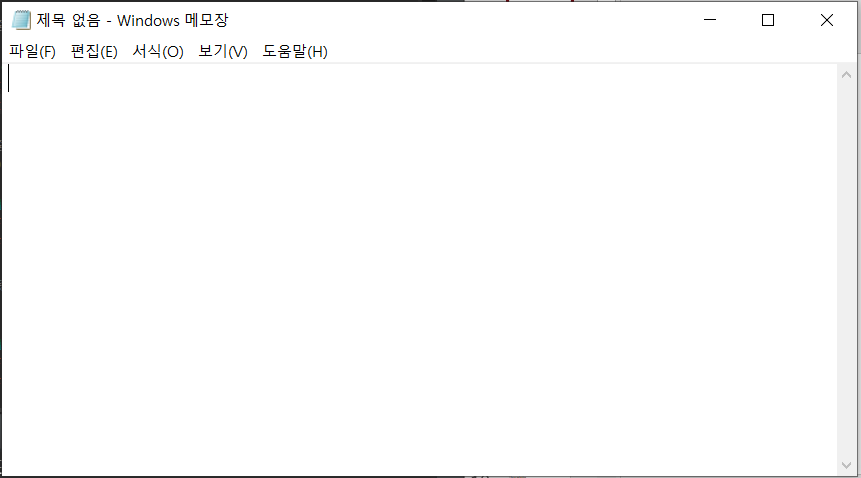 제목 없음 - Windows 메모장
파일(F) 편집(E) 서식(O) 보기(V) 도움말(H)